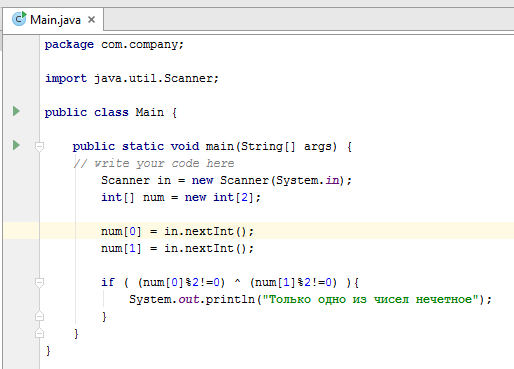 Main.java
package com.company;
import java.util.Scanner;
public class Main {
public static void main(String[] args) {
// write your code here
Scanner in = new Scanner(System.in);
int[] num = new int[2];
num[0] = in.nextInt();
num[1] = in.nextInt();
if ( (num[0]%2!=0) ^ (num[1]%2!=0) ){
System.out.println("Только одно из чисел нечетное");
}
}
}